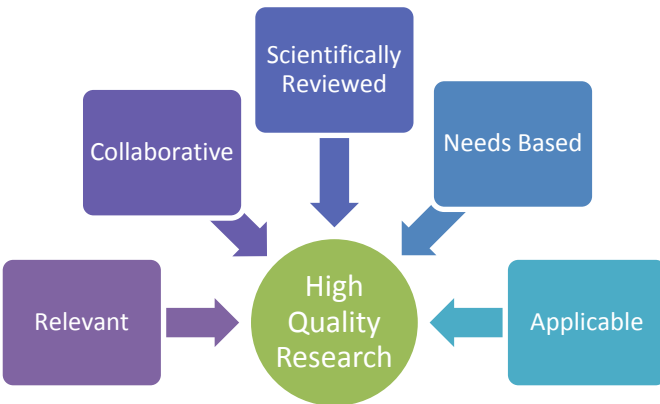 Scientifically
Reviewed
Collaborative
Needs Based
Relevant
High
Quality
Research
Applicable